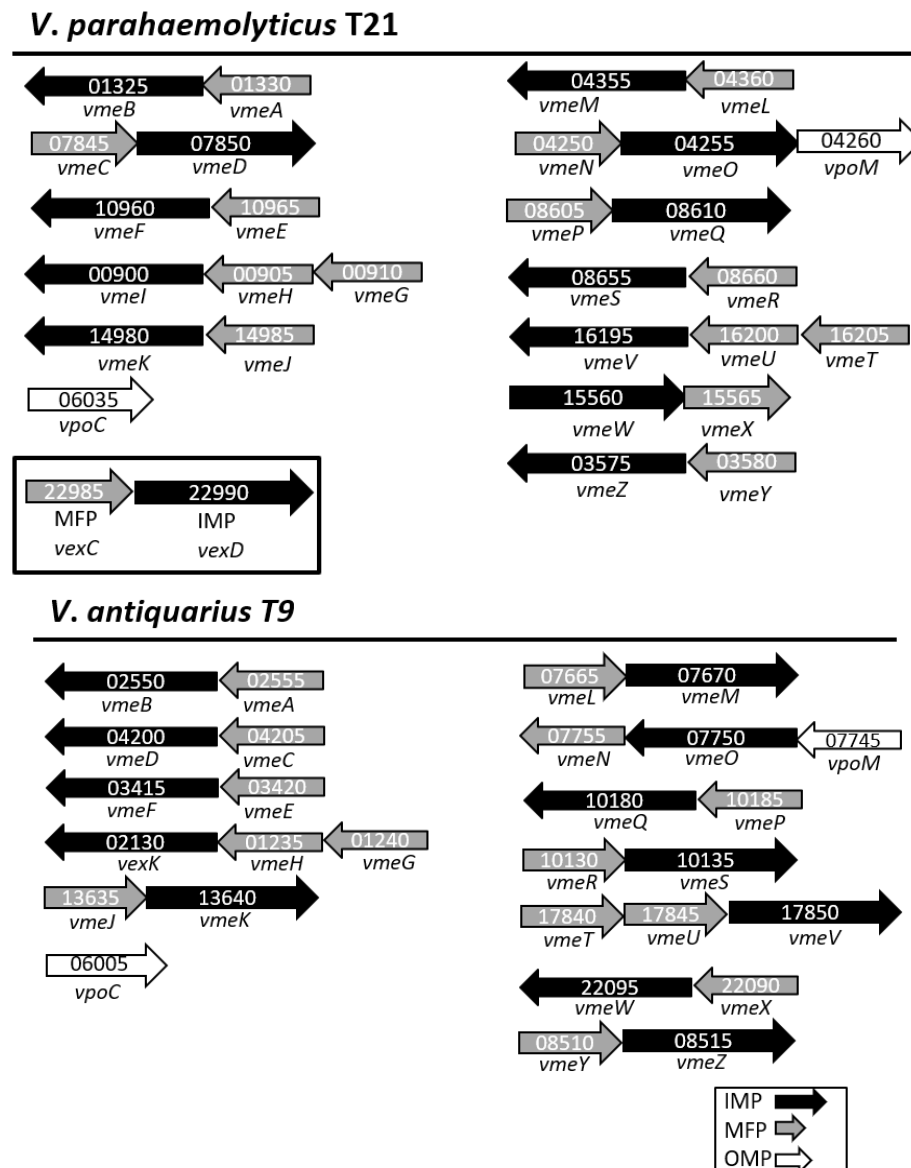 V. parahaemolyticus T21
01325 01330
vmeB vmeA
07845 07850
vmeC vmeD
10960 10965
vmeF vmeE
00900 00905 00910
vmeI vmeH vmeG
14980 14985
vmeK vmeJ
06035
vpoC
22985 22990
MFP IMP
vexC vexD
04355 04360
vmeM vmeL
04250 04255 04260
vmeN vmeO vpoM
08605 08610
vmeP vmeQ
08655 08660
vmeS vmeR
16195 16200 16205
vmeV vmeU vmeT
15560 15565
vmeW vmeX
03575 03580
vmeZ vmeY
V. antiquarius T9
02550 02555
vmeB vmeA
04200 04205
vmeD vmeC
03415 03420
vmeF vmeE
02130 01235 01240
vexK vmeH vmeG
13635 13640
vmeJ vmeK
06005
vpoC
07665 07670
vmeL vmeM
07755 07750 07745
vmeN vmeO vpoM
10180 10185
vmeQ vmeP
10130 10135
vmeR vmeS
17840 17845 17850
vmeT vmeU vmeV
22095 22090
vmeW vmeX
08510 08515
vmeY vmeZ
IMP
MFP
OMP